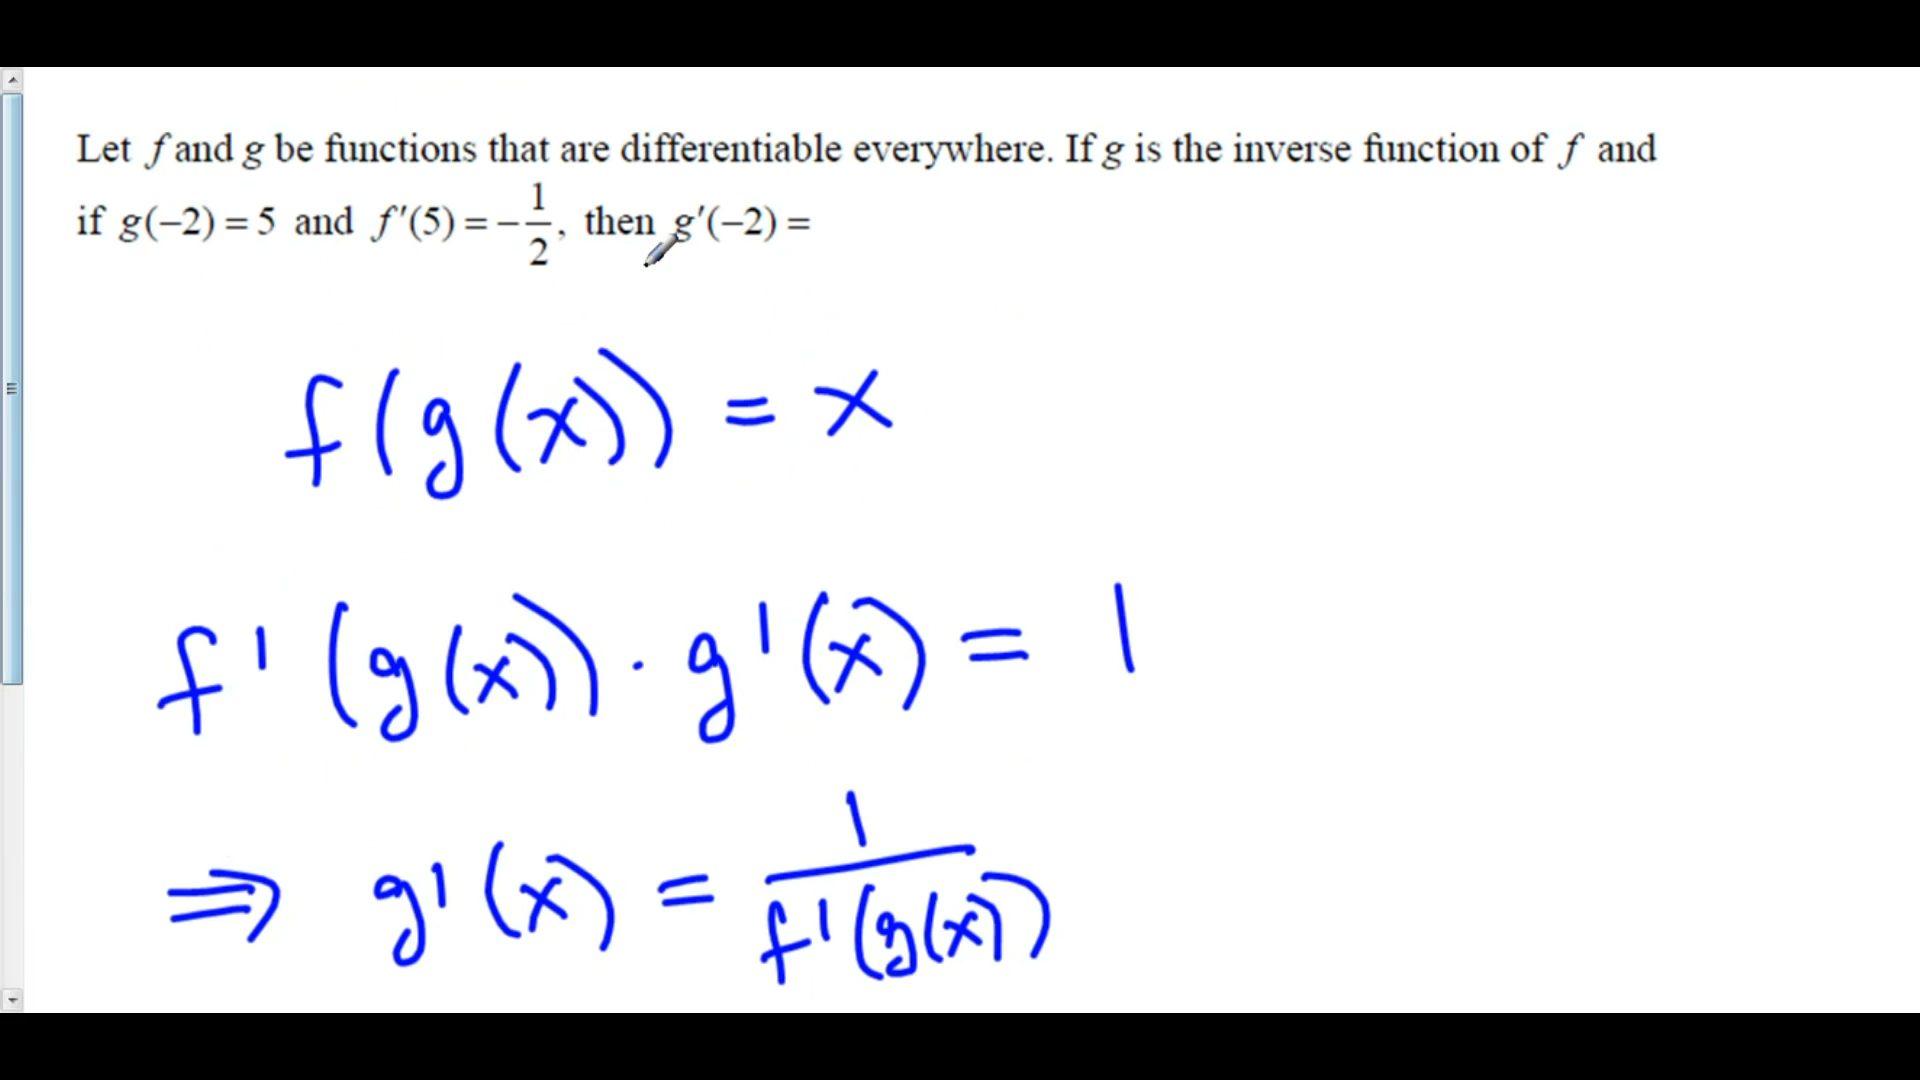 Let f and g be functions that are differentiable everywhere. If g is the inverse function of f and
if g(−2) = 5 and f′(5) = −1/2, then g′(−2) =
f(g(x)) = x
f'(g(x)) · g'(x) = 1
⇒ g'(x) = 1/f'(g(x))